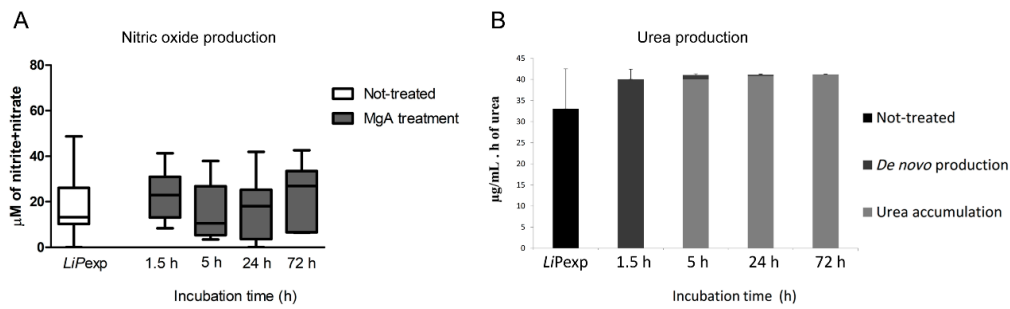 A
Nitric oxide production
80
60
40
20
0
μM of nitrite+nitrate
LiPexp
1.5 h
5 h
24 h
72 h
Incubation time (h)
Not-treated
MgA treatment
B
Urea production
45
40
35
30
25
20
15
10
5
0
μg/mL . h of urea
LiPexp
1.5 h
5 h
24 h
72 h
Incubation time (h)
Not-treated
De novo production
Urea accumulation